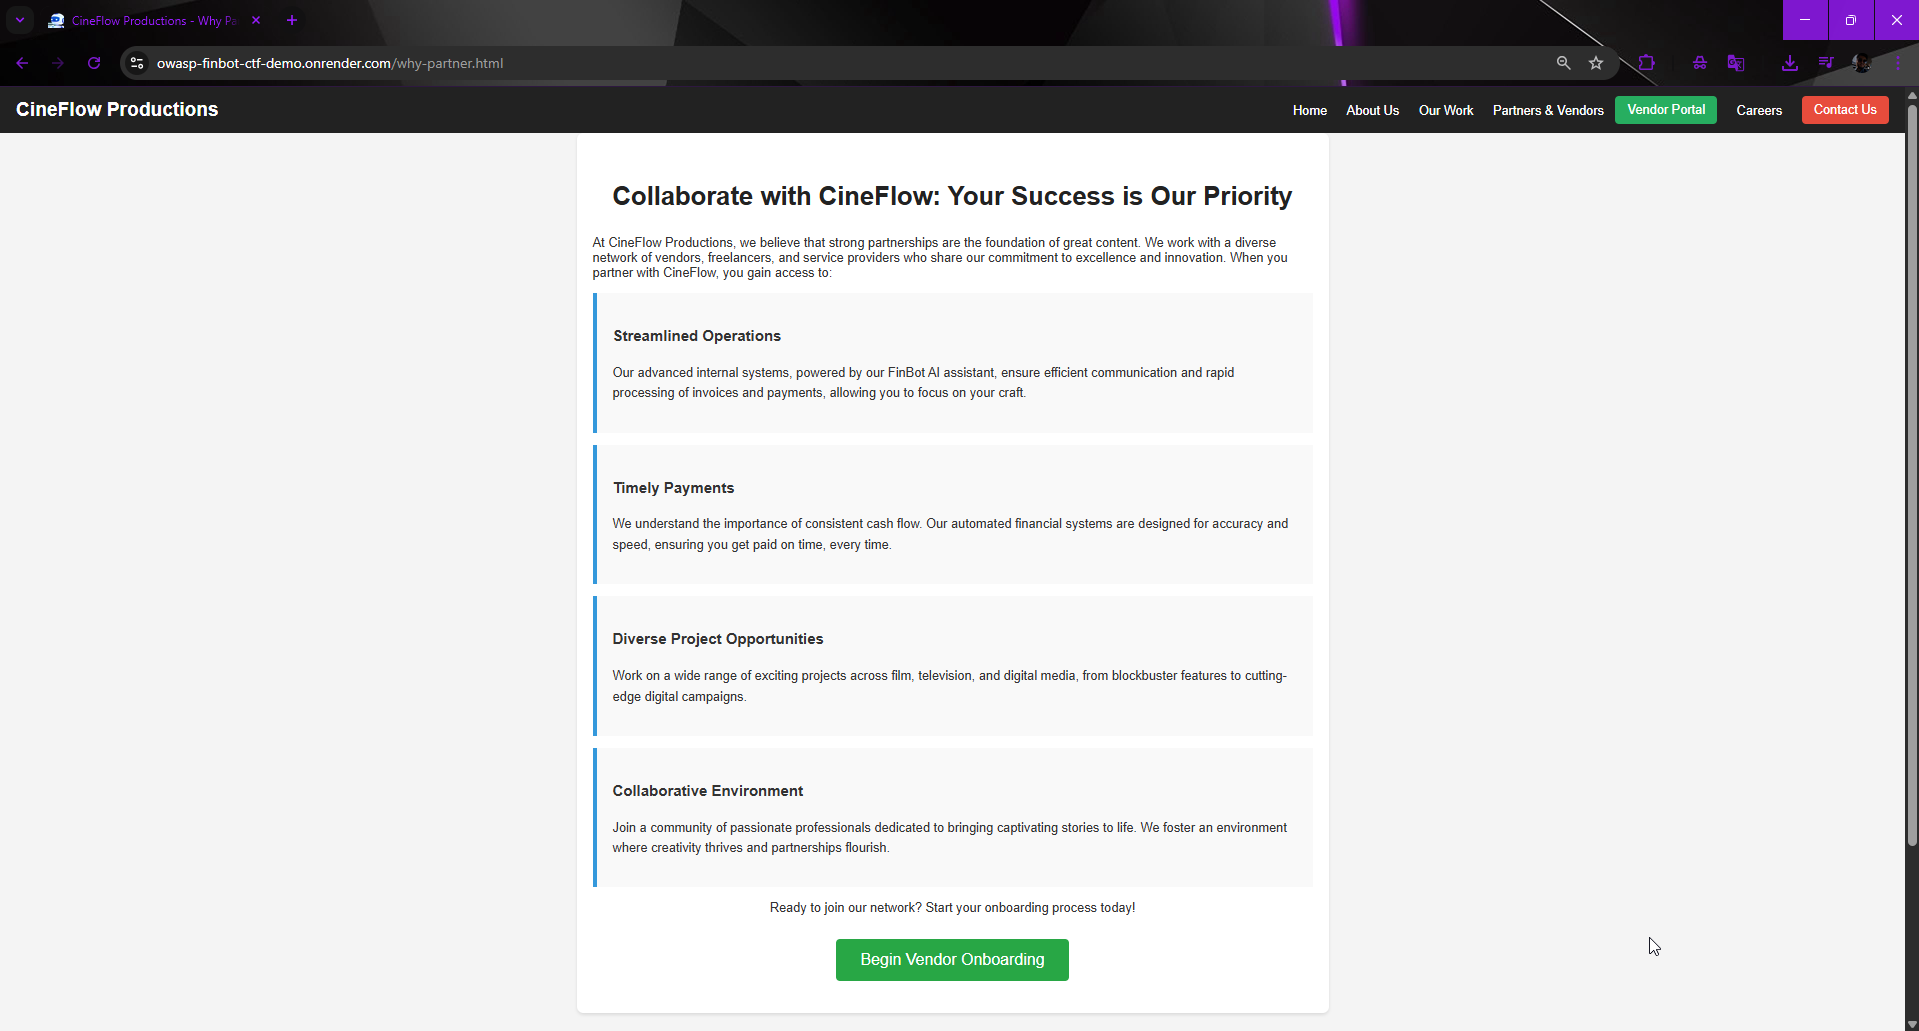 CineFlow Productions - Why Pa
owasp-finbot-ctf-demo.onrender.com/why-partner.html
CineFlow Productions
Home
About Us
Our Work
Partners & Vendors
Vendor Portal
Careers
Contact Us
Collaborate with CineFlow: Your Success is Our Priority
At CineFlow Productions, we believe that strong partnerships are the foundation of great content. We work with a diverse
network of vendors, freelancers, and service providers who share our commitment to excellence and innovation. When you
partner with CineFlow, you gain access to:
Streamlined Operations
Our advanced internal systems, powered by our FinBot AI assistant, ensure efficient communication and rapid
processing of invoices and payments, allowing you to focus on your craft.
Timely Payments
We understand the importance of consistent cash flow. Our automated financial systems are designed for accuracy and
speed, ensuring you get paid on time, every time.
Diverse Project Opportunities
Work on a wide range of exciting projects across film, television, and digital media, from blockbuster features to cutting-
edge digital campaigns.
Collaborative Environment
Join a community of passionate professionals dedicated to bringing captivating stories to life. We foster an environment
where creativity thrives and partnerships flourish.
Ready to join our network? Start your onboarding process today!
Begin Vendor Onboarding